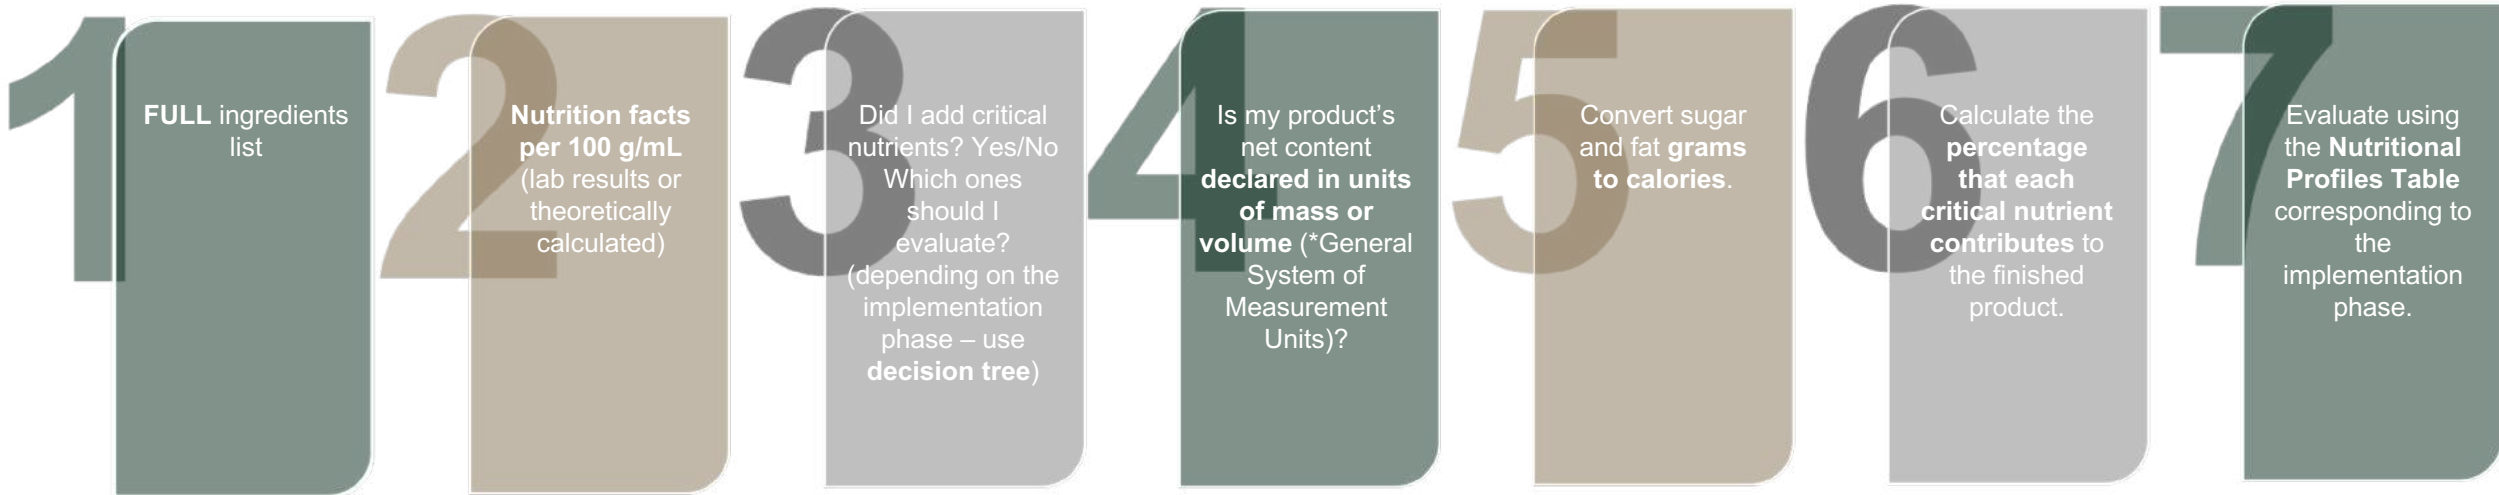 1
FULL ingredients
list
2
Nutrition facts
per 100 g/mL
(lab results or
theoretically
calculated)
3
Did I add critical
nutrients? Yes/No
Which ones
should I
evaluate?
(depending on the
implementation
phase – use
decision tree)
4
Is my product’s
net content
declared in units
of mass or
volume (*General
System of
Measurement
Units)?
5
Convert sugar
and fat grams
to calories.
6
Calculate the
percentage
that each
critical nutrient
contributes to
the finished
product.
7
Evaluate using
the Nutritional
Profiles Table
corresponding to
the
implementation
phase.